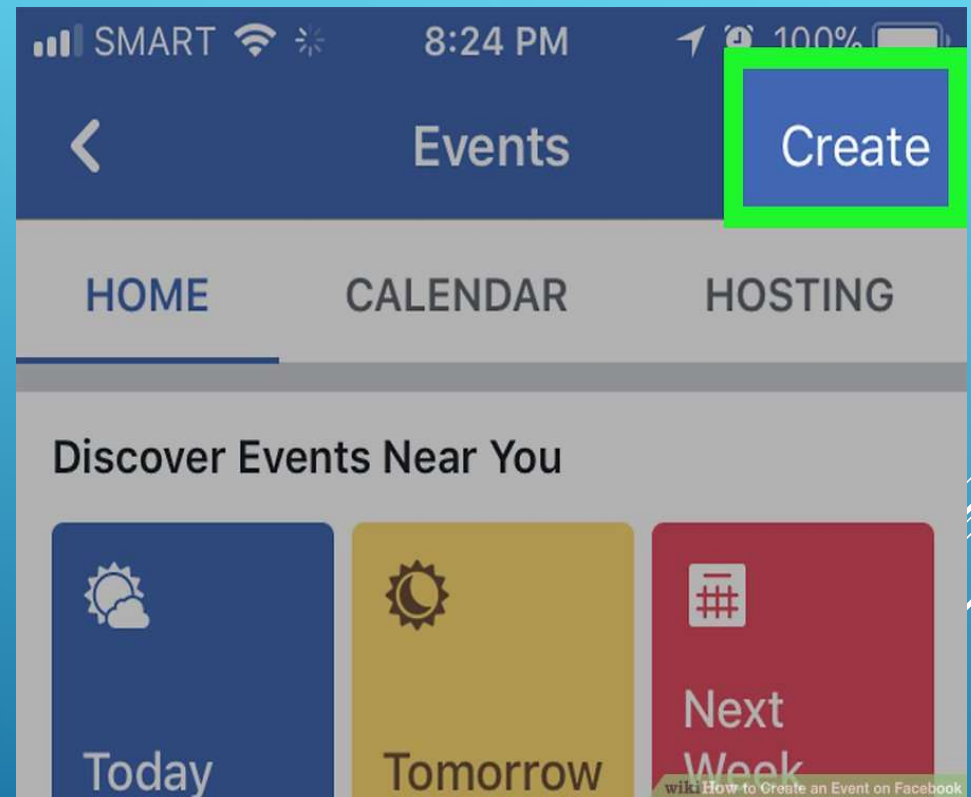 SMART 8:24 PM 100%
Events Create
HOME CALENDAR HOSTING
Discover Events Near You
Today Tomorrow Next
Week
wikiHow to Create an Event on Facebook